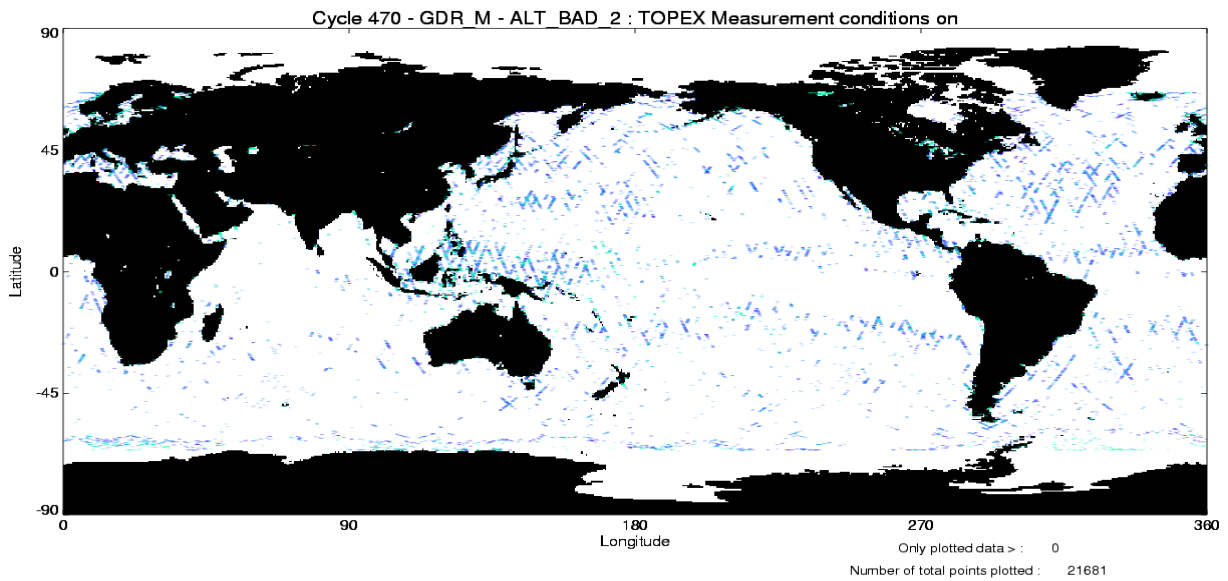 Cycle 470 - GDR_M - ALT_BAD_2 : TOPEX Measurement conditions on
90
45
0
-45
-90
Latitude
0 90 180 270 360
Longitude
Only plotted data > : 0
Number of total points plotted : 21681